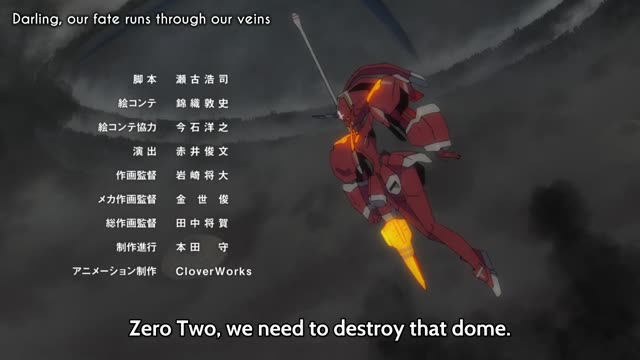 Darling, our fate runs through our veins
脚本 瀬古浩司
絵コンテ 錦織敦史
絵コンテ協力 今石洋之
演出 赤井俊文
作画監督 岩崎将大
メカ作画監督 金世俊
総作画監督 田中将賀
制作進行 本田守
アニメーション制作 CloverWorks
Zero Two, we need to destroy that dome.